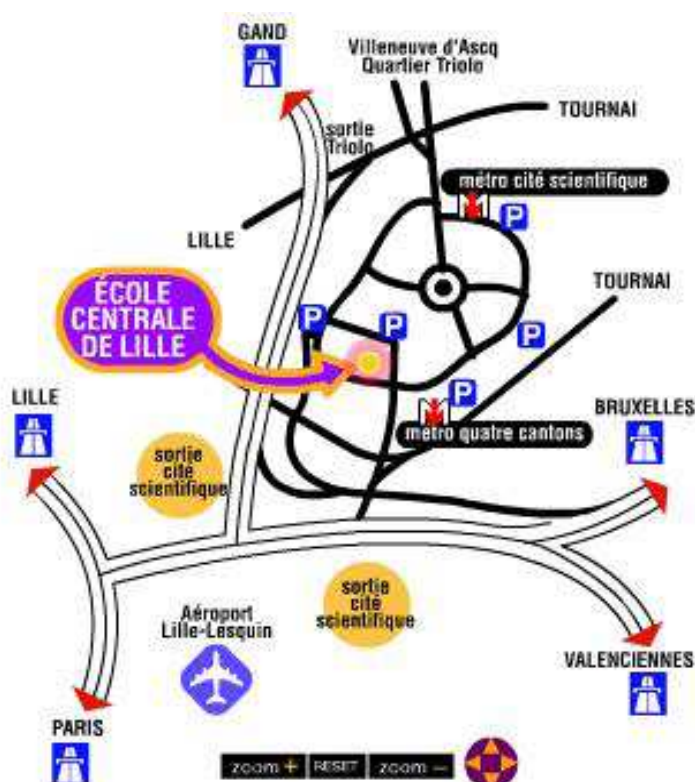 GAND
Villeneuve d'Ascq
Quartier Triolo
TOURNAI
sortie
Triolo
métro cité scientifique
P
LILLE
TOURNAI
ÉCOLE
CENTRALE
DE LILLE
P
P
P
P
LILLE
BRUXELLES
métro quatre cantons
sortie
cité
scientifique
sortie
cité
scientifique
Aéroport
Lille-Lesquin
VALENCIENNES
PARIS
zoom +
RESET
zoom −